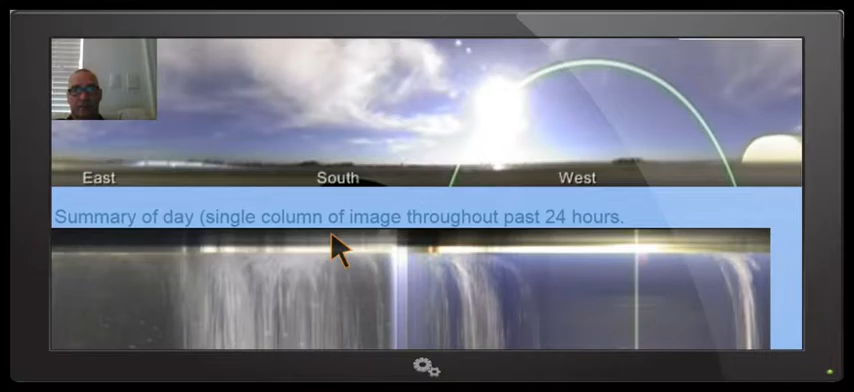 East South West
Summary of day (single column of image throughout past 24 hours.